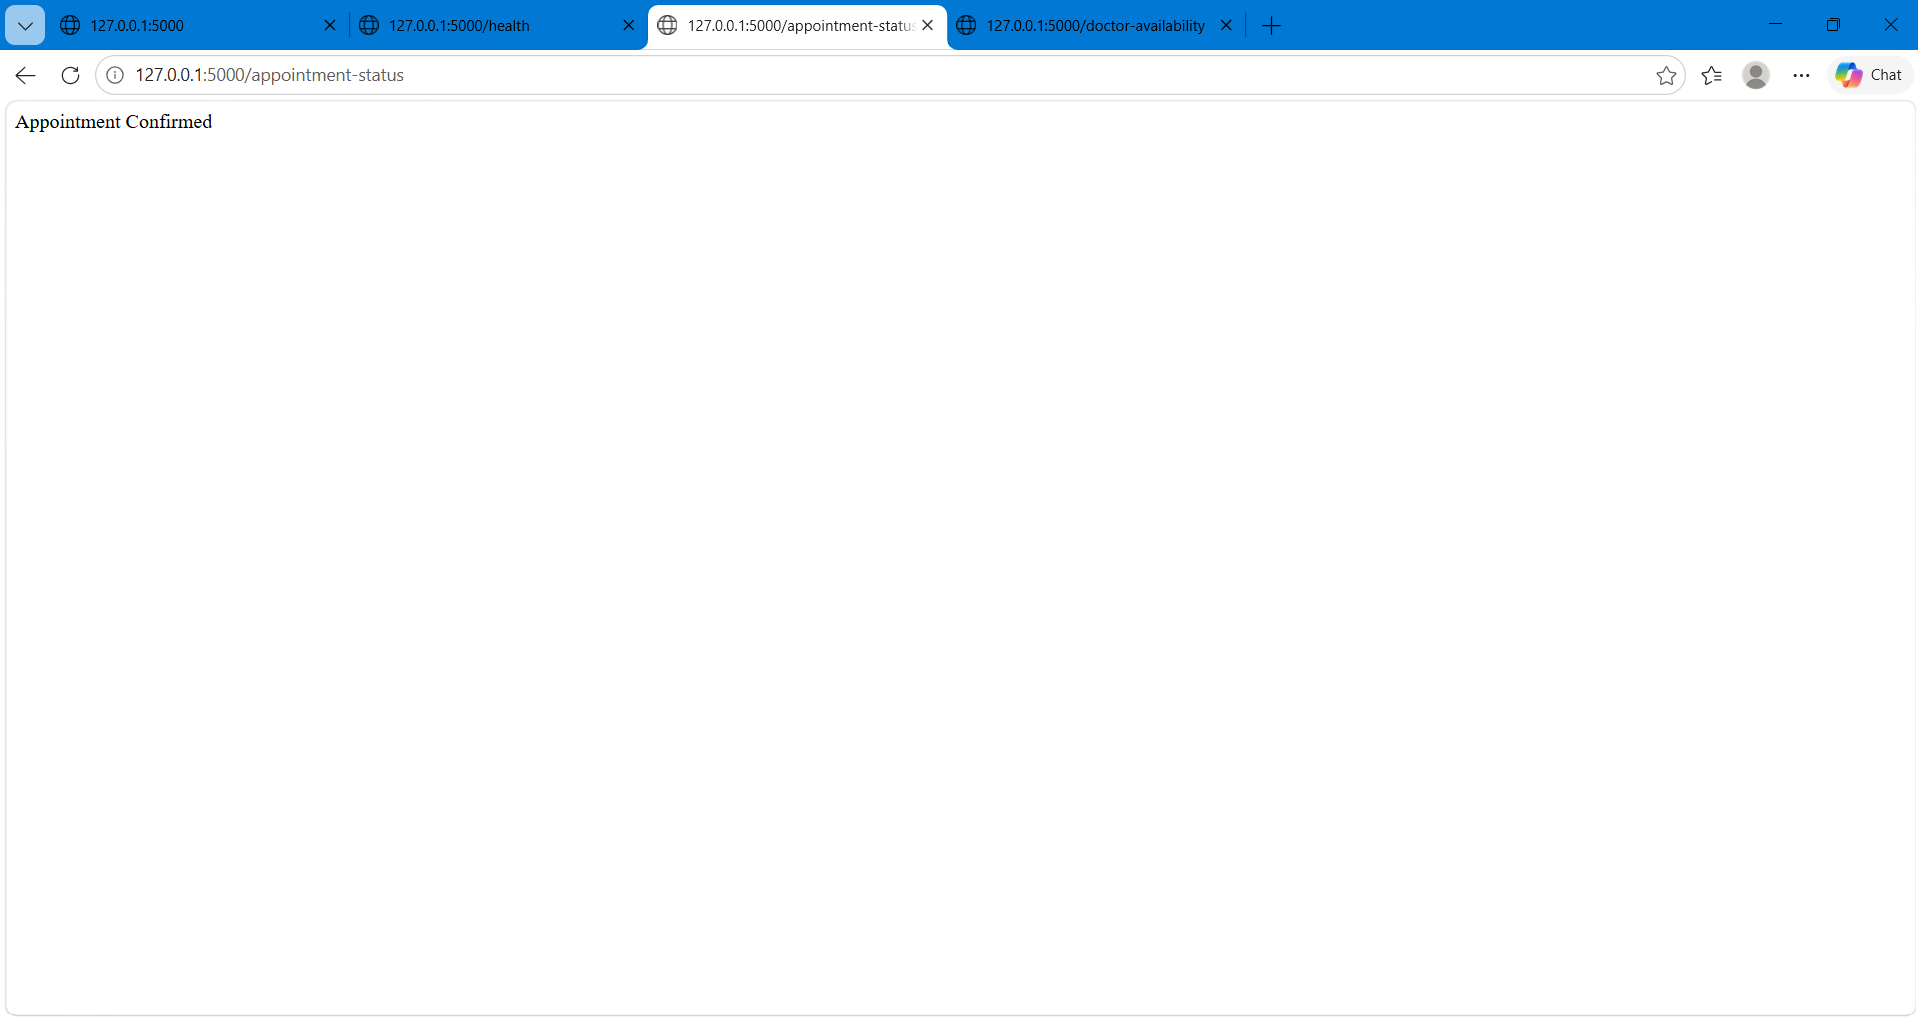 127.0.0.1:5000
127.0.0.1:5000/health
127.0.0.1:5000/appointment-status
127.0.0.1:5000/doctor-availability
127.0.0.1:5000/appointment-status
Chat
Appointment Confirmed